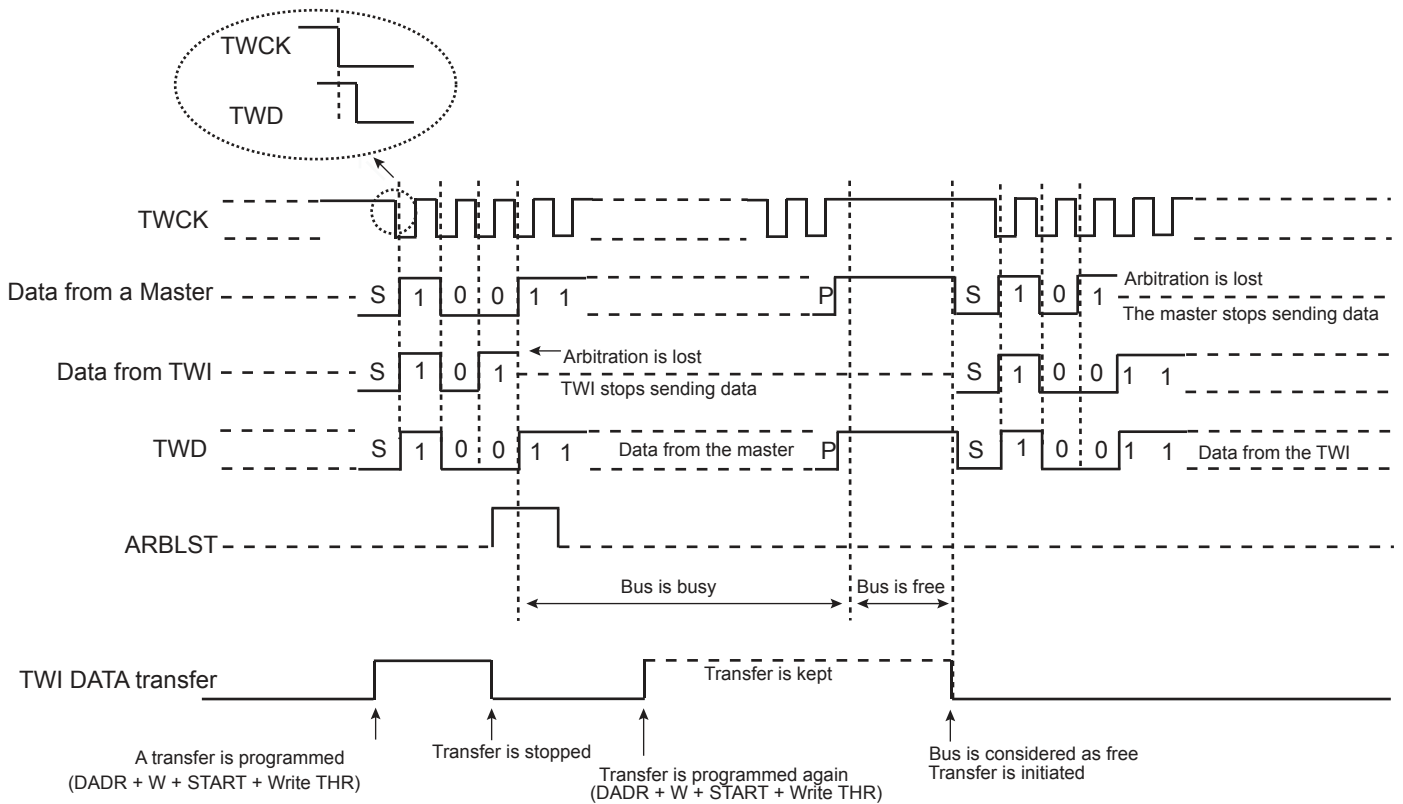 TWCK
TWD
TWCK
Data from a Master S 1 0 0 1 1 P S 1 0 1 Arbitration is lost
The master stops sending data
Data from TWI S 1 0 1 Arbitration is lost S 1 0 0 1 1
TWI stops sending data
TWD S 1 0 0 1 1 Data from the master P S 1 0 0 1 1 Data from the TWI
ARBLST
Bus is busy Bus is free
TWI DATA transfer Transfer is kept
A transfer is programmed
(DADR + W + START + Write THR)
Transfer is stopped
Transfer is programmed again
(DADR + W + START + Write THR)
Bus is considered as free
Transfer is initiated